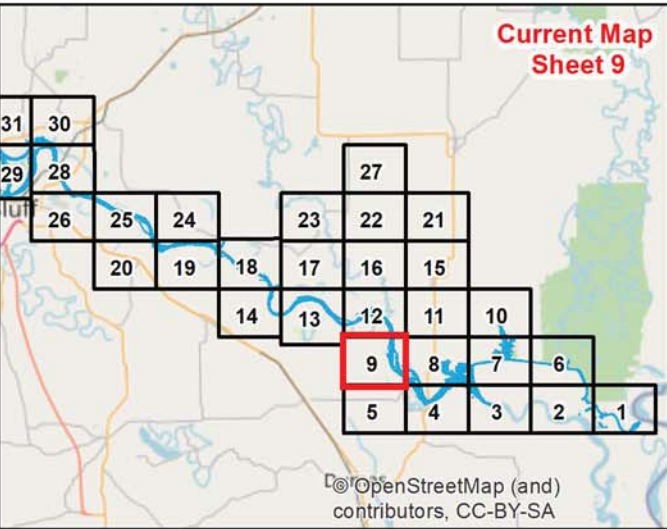 Current Map
Sheet 9
31 30
29 28
27
luff
26 25 24 23 22 21
20 19 18 17 16 15
14 13 12 11 10
9 8 7 6
5 4 3 2 1
© OpenStreetMap (and)
contributors, CC-BY-SA